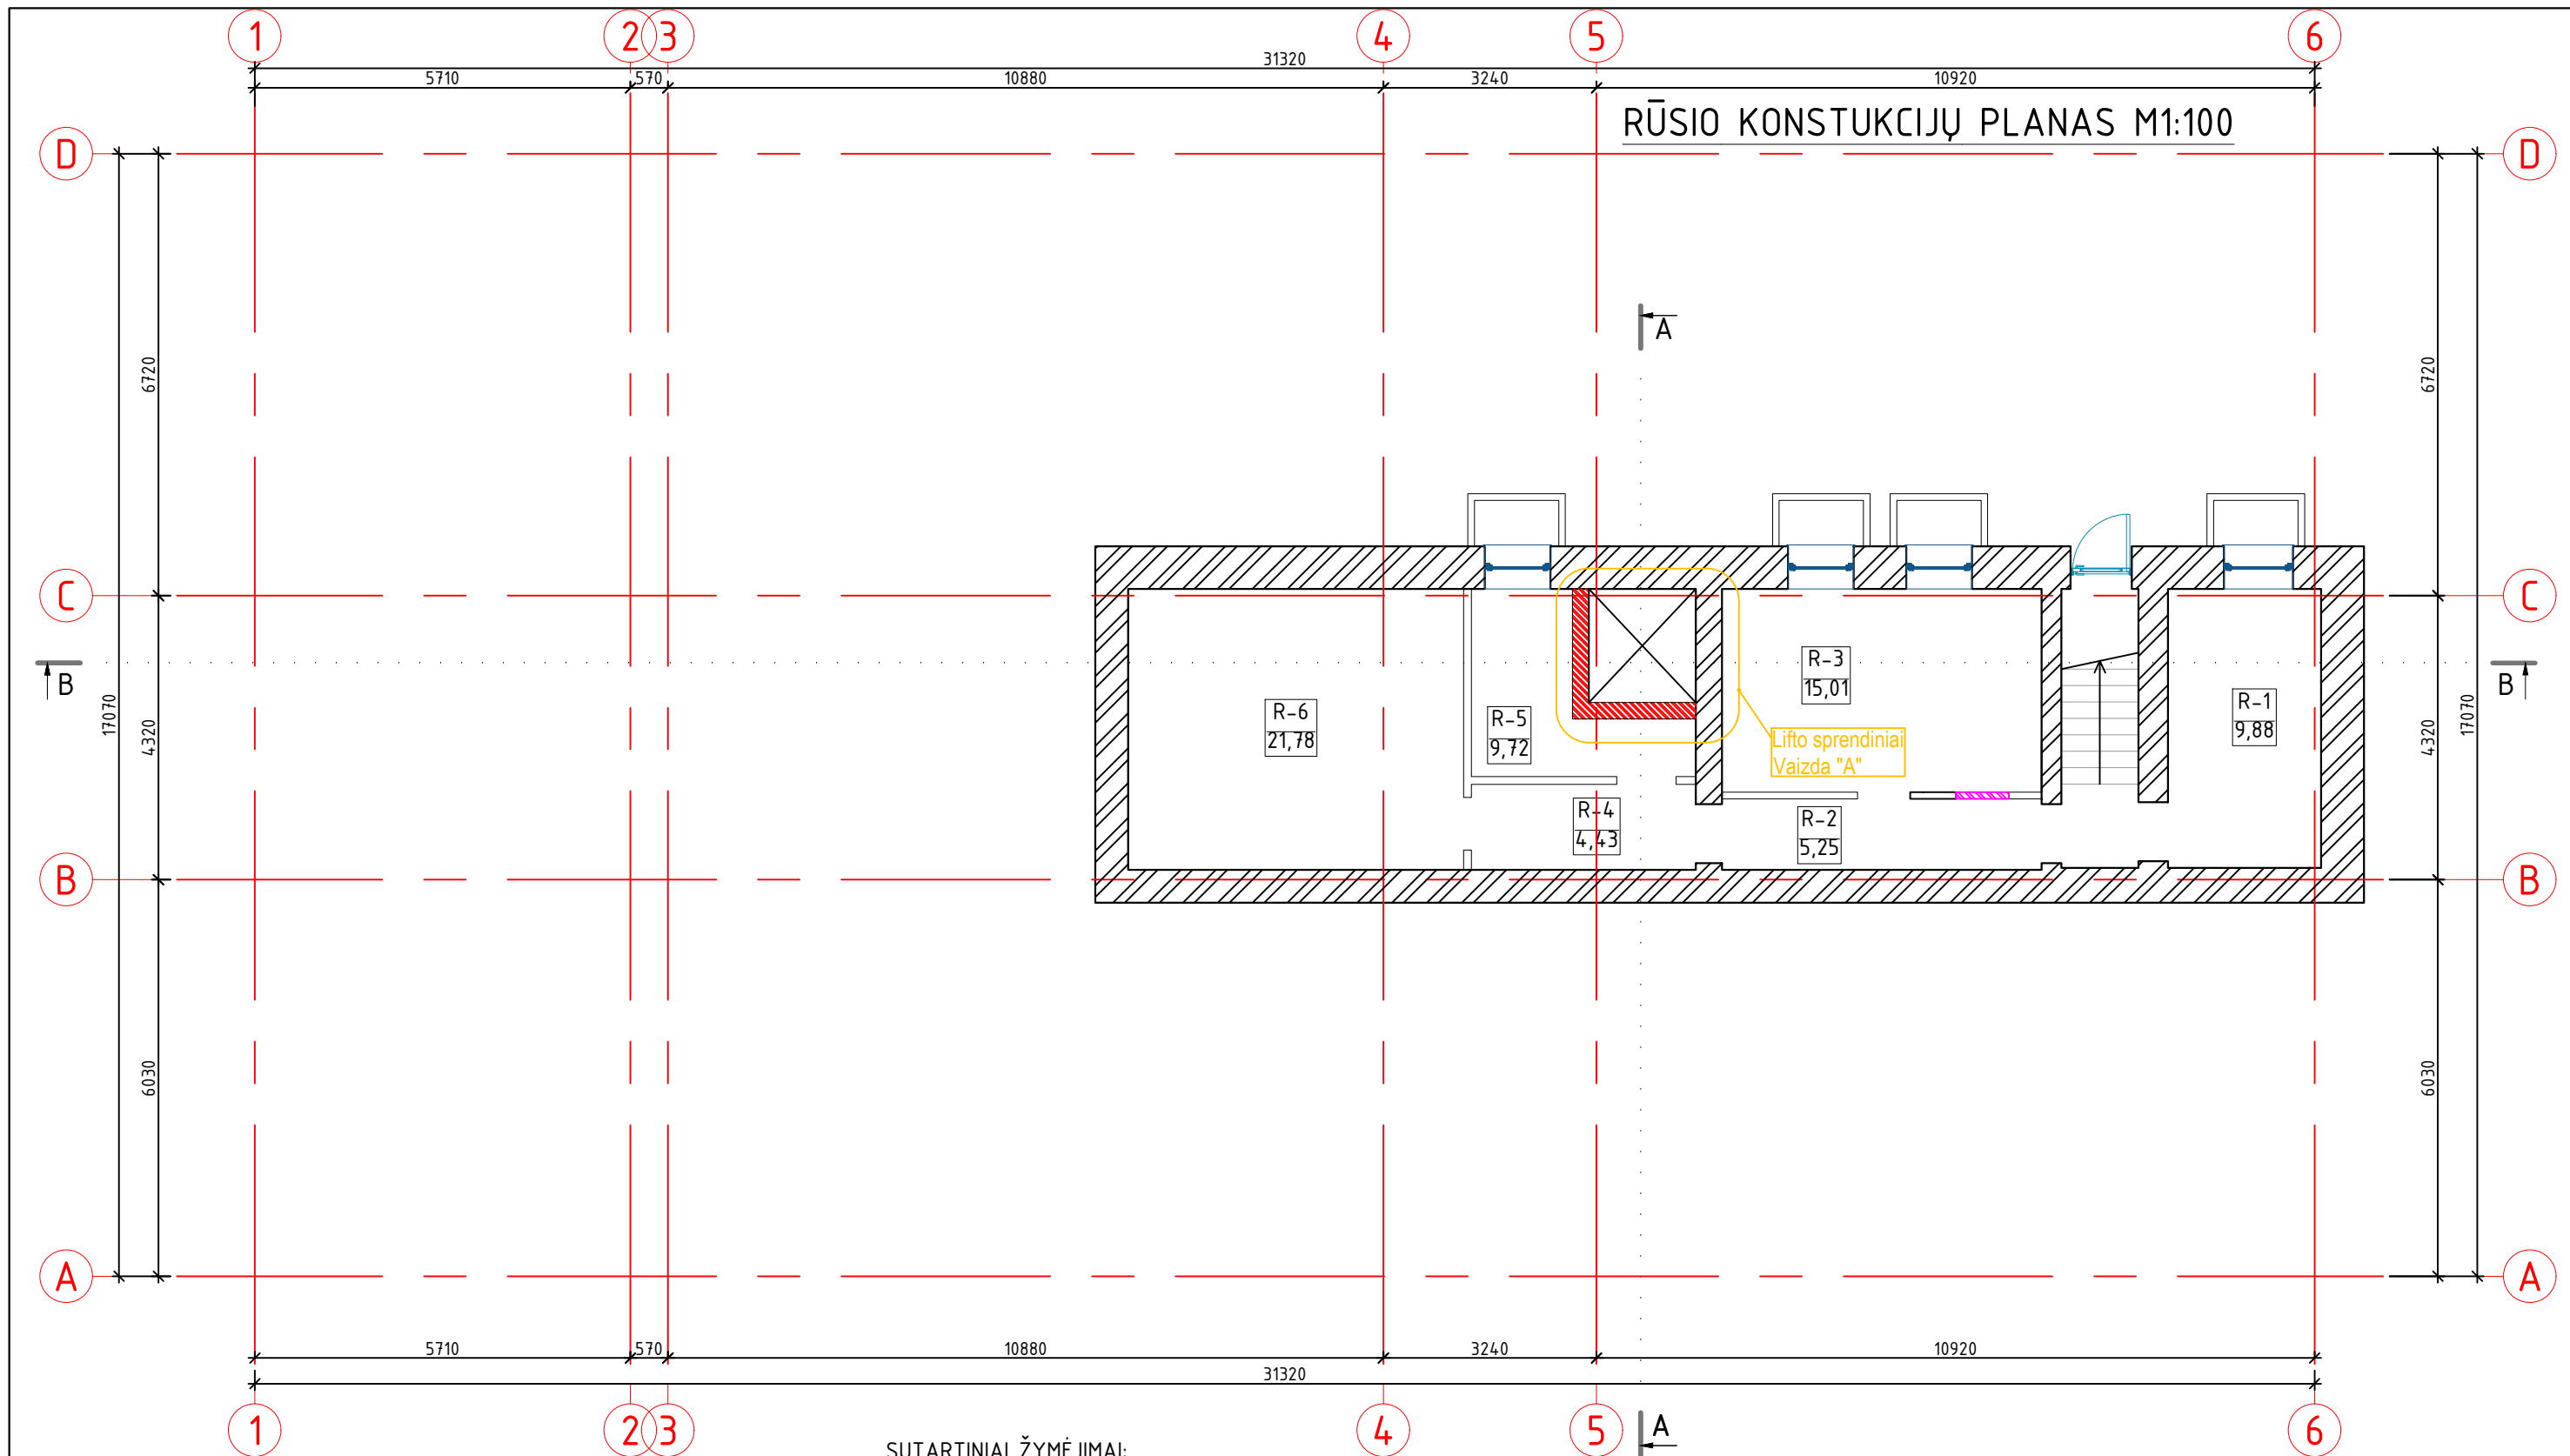 1 2 3 4 5 6
31320
5710 570 10880 3240 10920
RŪSIO KONSTUKCIJŲ PLANAS M1:100
D D
6720 6720
A
C C
B B
17070 17070
4320 4320
R-3
15,01
R-1
9,88
R-6
21,78
R-5
9,72
Lifto sprendiniai
Vaizda "A"
R-4
4,43
R-2
5,25
B B
6030 6030
A A
5710 570 10880 3240 10920
31320
1 2 3 4 5 6
A
SUTARTINIAI ŽYMĖJIMAI: